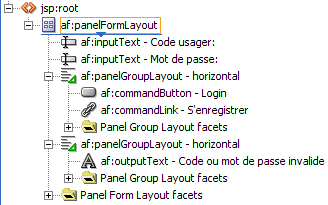 jsp:root
af:panelFormLayout
af:inputText - Code usager:
af:inputText - Mot de passe:
af:panelGroupLayout - horizontal
af:commandButton - Login
af:commandLink - S'enregistrer
Panel Group Layout facets
af:panelGroupLayout - horizontal
af:outputText - Code ou mot de passe invalide
Panel Group Layout facets
Panel Form Layout facets